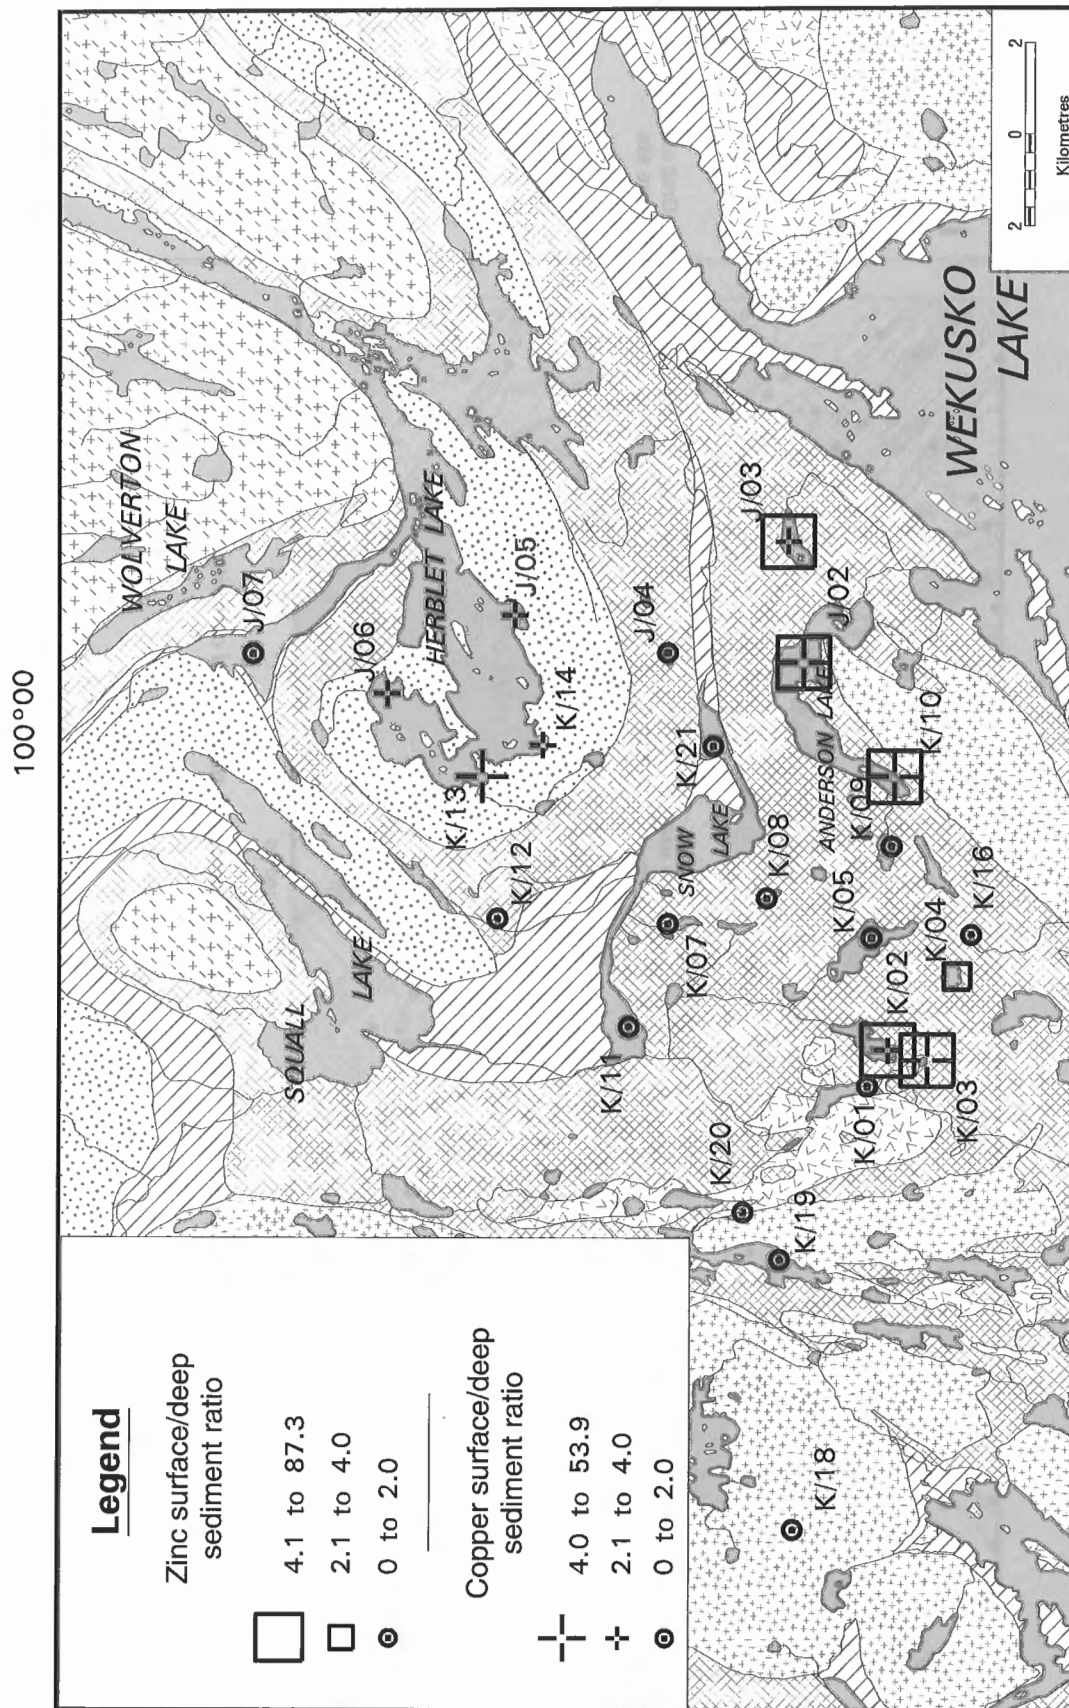 100°00
Legend
Zinc surface/deep
sediment ratio
4.1 to 87.3
2.1 to 4.0
0 to 2.0
Copper surface/deep
sediment ratio
4.0 to 53.9
2.1 to 4.0
0 to 2.0
WOLVERTON
LAKE
J/07
J/06
HERBLET LAKE
J/05
K/14
K/13
K/12
SQUALL
LAKE
J/04
J/03
K/21
SNOW
LAKE
J/02
ANDERSON LAKE
K/10
K/09
K/08
K/07
K/05
K/16
K/04
K/02
K/11
K/01
K/03
K/20
K/19
K/18
WEKUSKO
LAKE
2 0 2
Kilometres